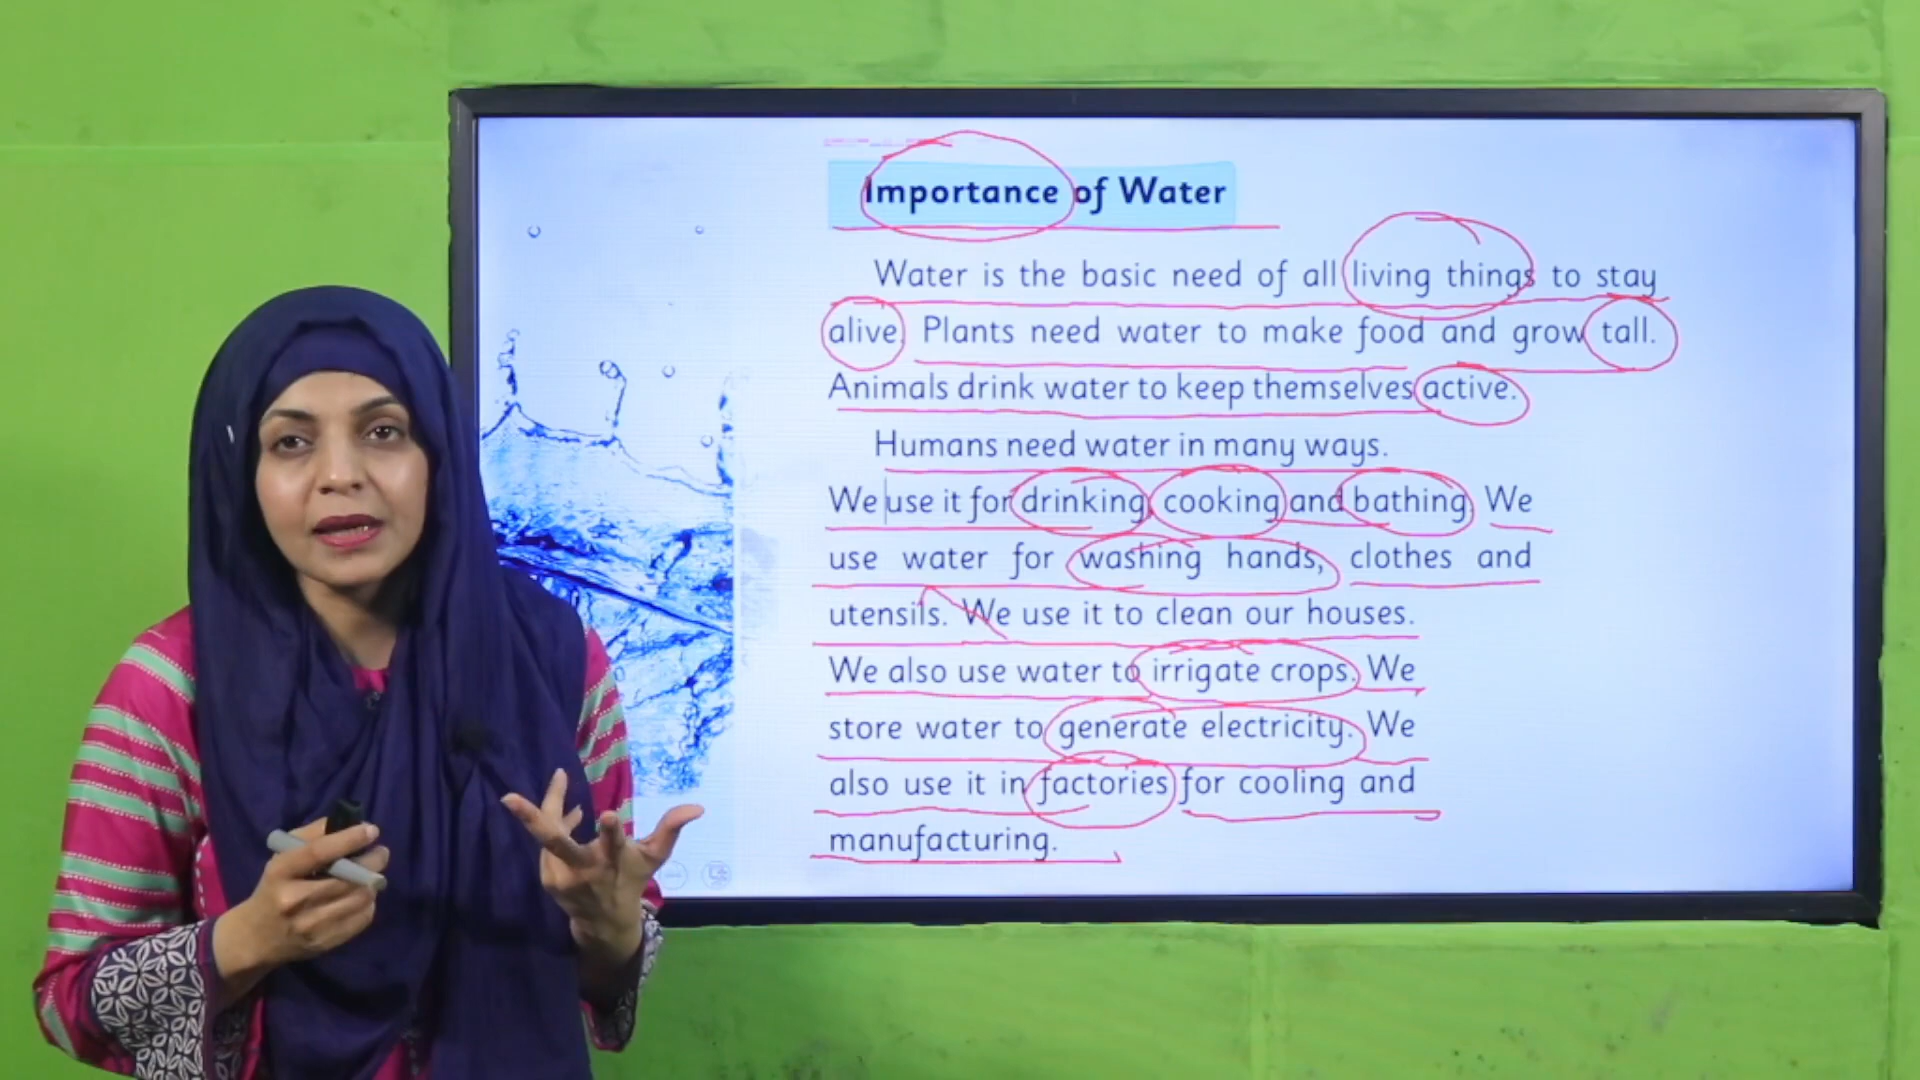 Importance of Water
Water is the basic need of all living things to stay
alive. Plants need water to make food and grow tall.
Animals drink water to keep themselves active.
Humans need water in many ways.
We use it for drinking, cooking and bathing. We
use water for washing hands, clothes and
utensils. We use it to clean our houses.
We also use water to irrigate crops. We
store water to generate electricity. We
also use it in factories for cooling and
manufacturing.